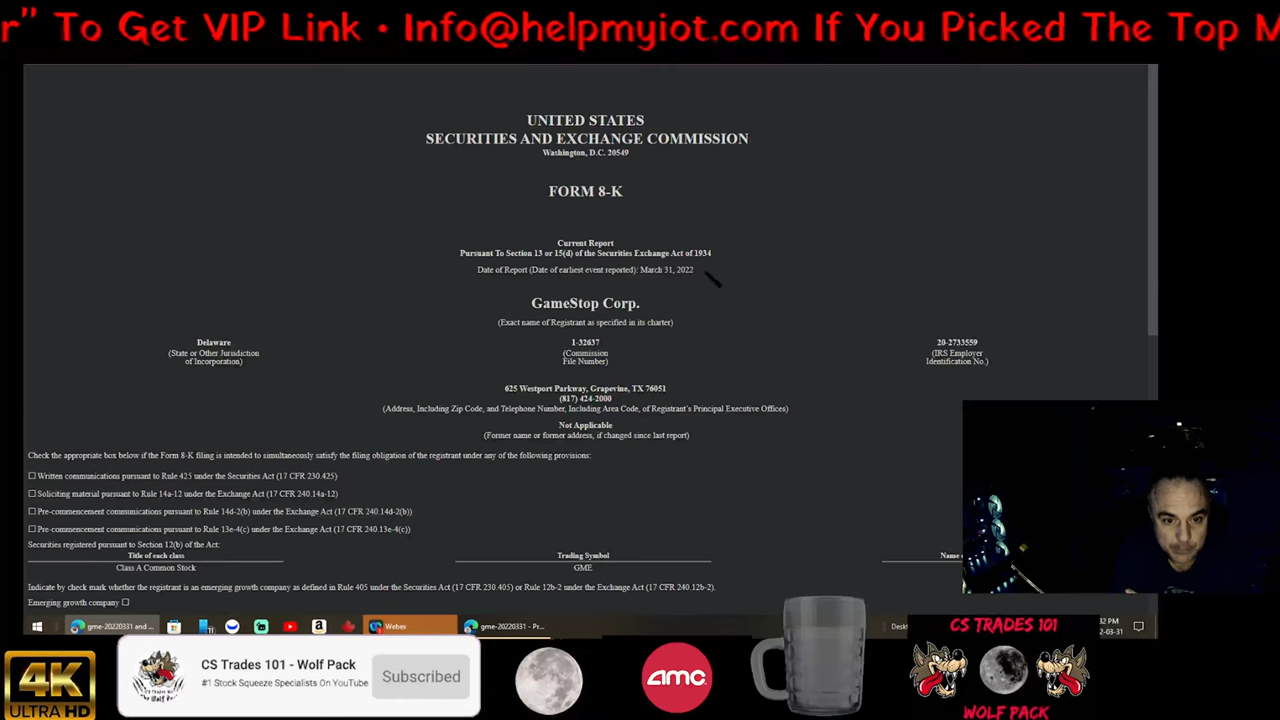 r" To Get VIP Link • Info@helpmyiot.com If You Picked The Top M
UNITED STATES
SECURITIES AND EXCHANGE COMMISSION
Washington, D.C. 20549
FORM 8-K
Current Report
Pursuant To Section 13 or 15(d) of the Securities Exchange Act of 1934
Date of Report (Date of earliest event reported): March 31, 2022
GameStop Corp.
(Exact name of Registrant as specified in its charter)
Delaware 1-32637 20-2733559
(State or Other Jurisdiction (Commission (IRS Employer
of Incorporation) File Number) Identification No.)
625 Westport Parkway, Grapevine, TX 76051
(817) 424-2000
(Address, Including Zip Code, and Telephone Number, Including Area Code, of Registrant's Principal Executive Offices)
Not Applicable
(Former name or former address, if changed since last report)
Check the appropriate box below if the Form 8-K filing is intended to simultaneously satisfy the filing obligation of the registrant under any of the following provisions:
☐ Written communications pursuant to Rule 425 under the Securities Act (17 CFR 230.425)
☐ Soliciting material pursuant to Rule 14a-12 under the Exchange Act (17 CFR 240.14a-12)
☐ Pre-commencement communications pursuant to Rule 14d-2(b) under the Exchange Act (17 CFR 240.14d-2(b))
☐ Pre-commencement communications pursuant to Rule 13e-4(c) under the Exchange Act (17 CFR 240.13e-4(c))
Securities registered pursuant to Section 12(b) of the Act:
Title of each class Trading Symbol Name
Class A Common Stock GME
Indicate by check mark whether the registrant is an emerging growth company as defined in Rule 405 under the Securities Act (17 CFR 230.405) or Rule 12b-2 under the Exchange Act (17 CFR 240.12b-2).
Emerging growth company ☐
gme-20220331 and ... Webex gme-20220331 - Pr... Deskt 32 PM
2-03-31
4K
ULTRA HD
CS Trades 101 - Wolf Pack
#1 Stock Squeeze Specialists On YouTube
Subscribed
amc
CS TRADES 101
WOLF PACK